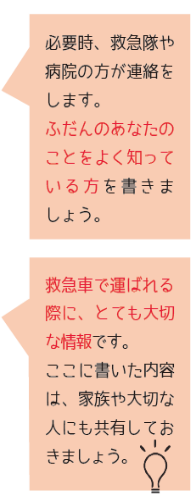 必要時、救急隊や
病院の方が連絡を
します。
ふだんのあなたの
ことをよく知って
いる方を書きま
しょう。
救急車で運ばれる
際に、とても大切
な情報です。
ここに書いた内容
は、家族や大切な
人にも共有してお
きましょう。